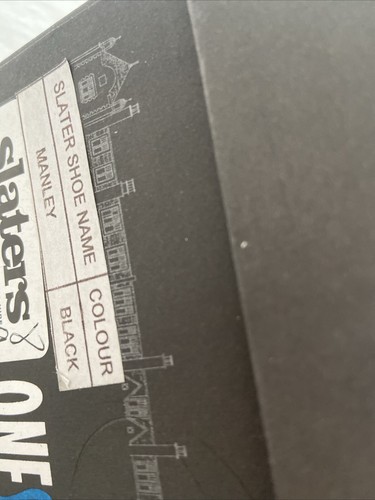 SLATER SHOE NAME COLOUR
MANLEY BLACK
slaters
ONE